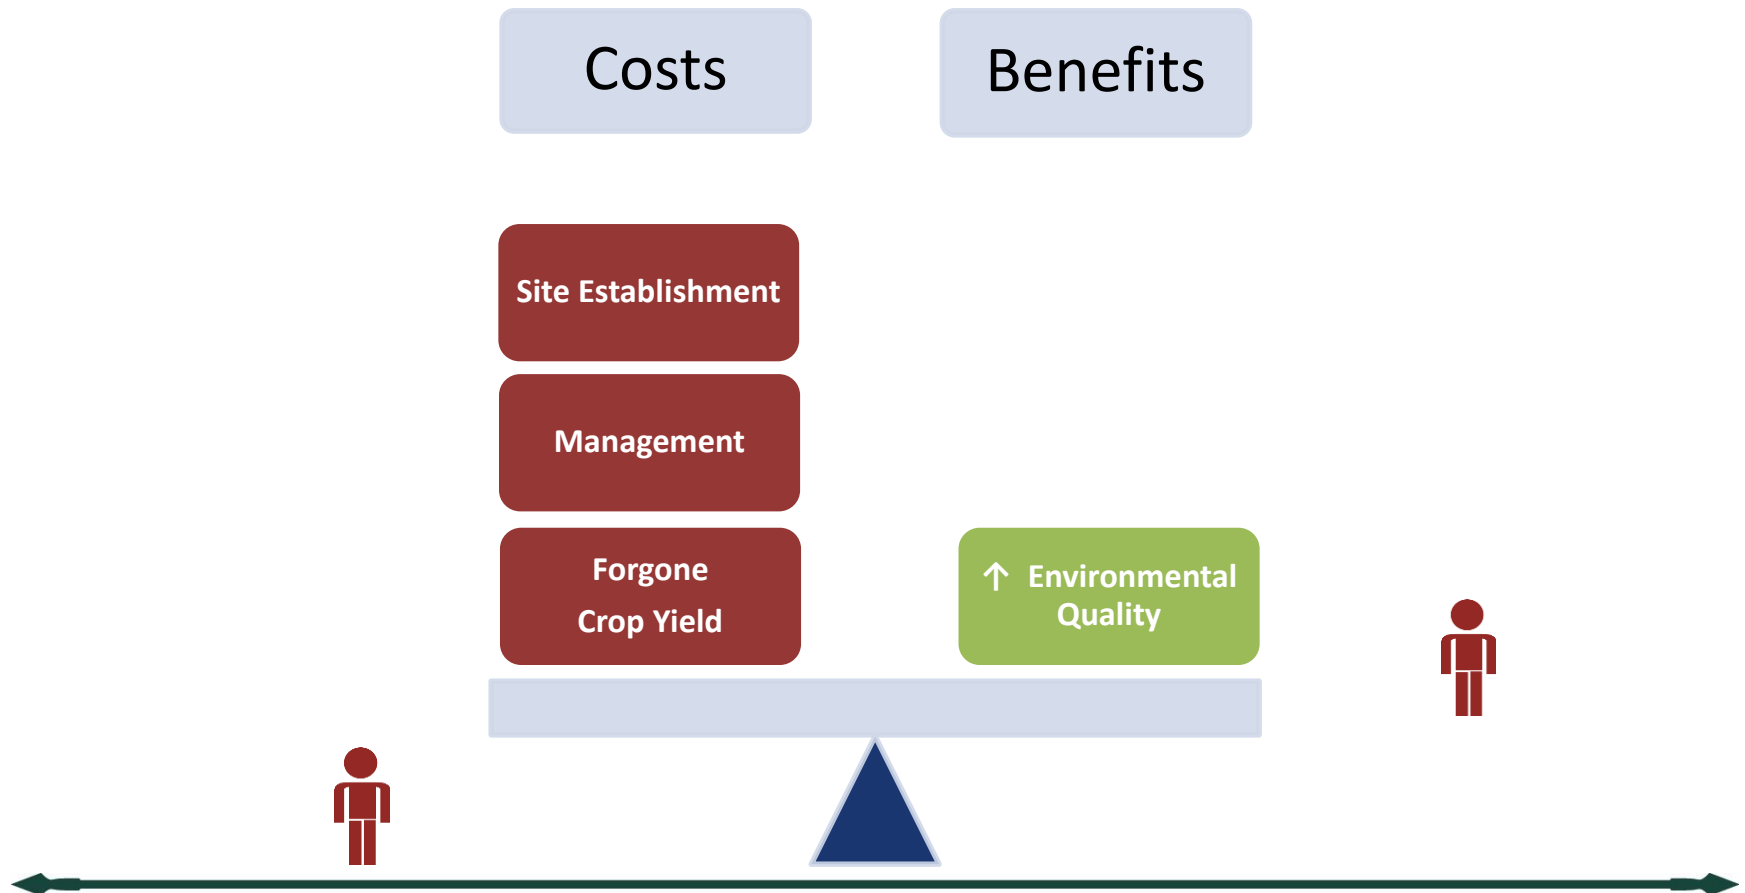 Costs
Benefits
Site Establishment
Management
Forgone
Crop Yield
↑ Environmental
Quality